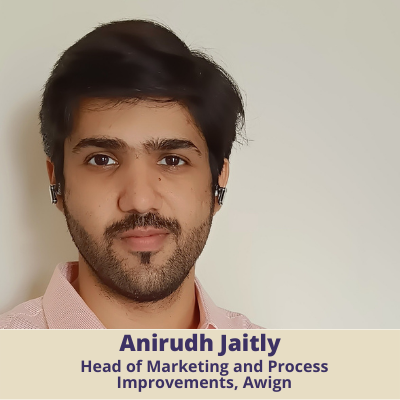 Anirudh Jaitly
Head of Marketing and Process
Improvements, Awign